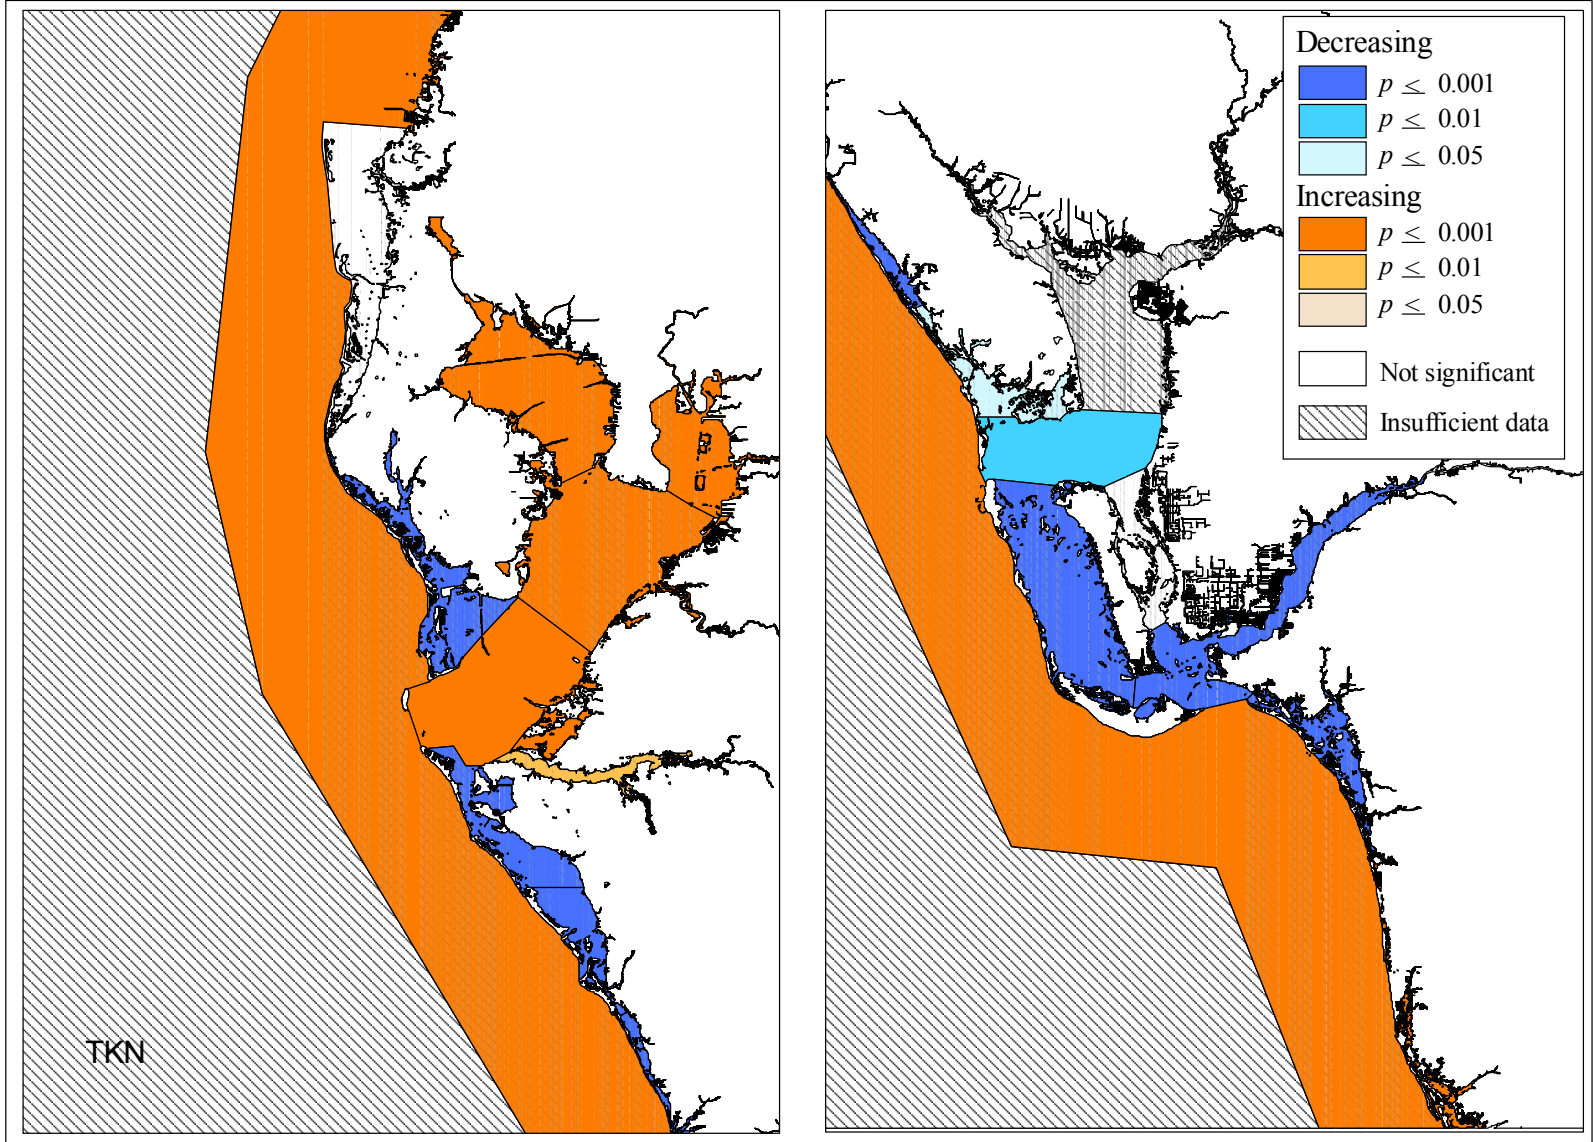 Decreasing
p ≤ 0.001
p ≤ 0.01
p ≤ 0.05
Increasing
p ≤ 0.001
p ≤ 0.01
p ≤ 0.05
Not significant
Insufficient data
TKN